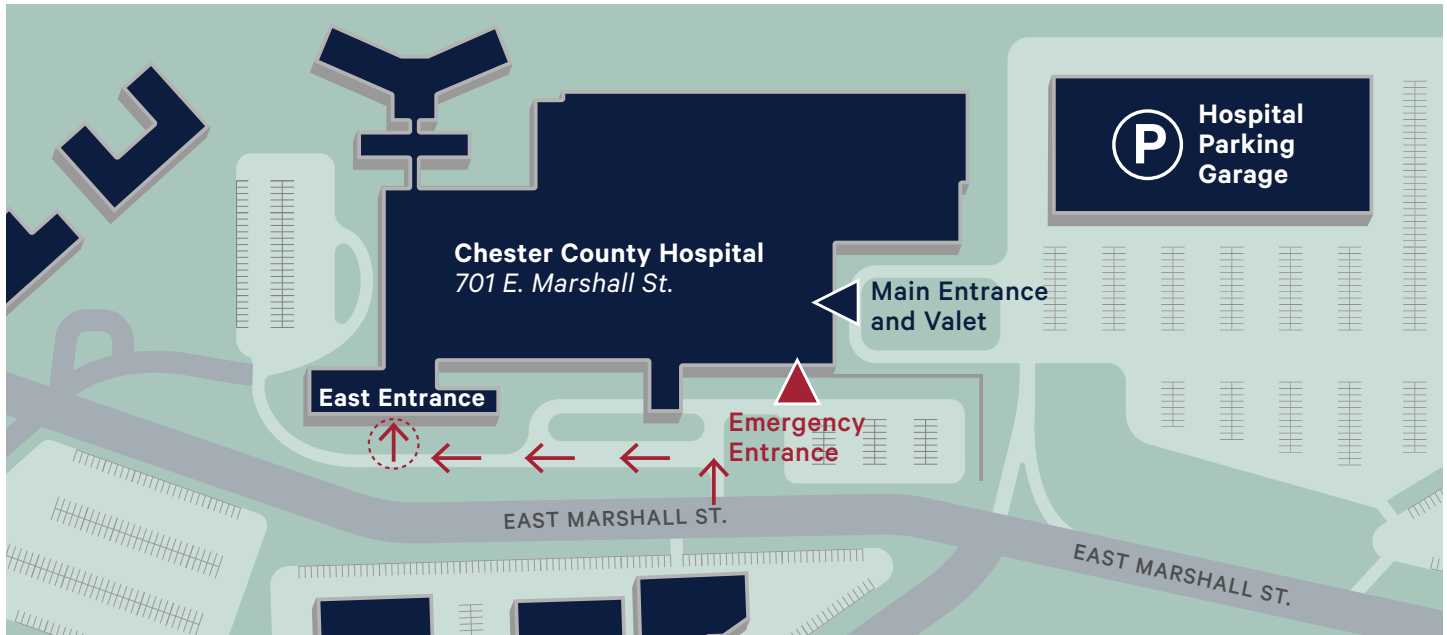 Hospital
Parking
Garage
P
Chester County Hospital
701 E. Marshall St.
Main Entrance
and Valet
East Entrance
Emergency
Entrance
EAST MARSHALL ST.
EAST MARSHALL ST.